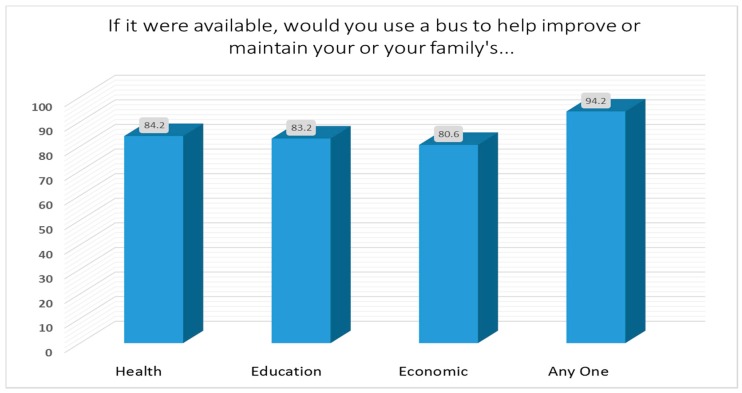 If it were available, would you use a bus to help improve or
maintain your or your family's...
100
90
80
70
60
50
40
30
20
10
0
84.2
83.2
80.6
94.2
Health
Education
Economic
Any One